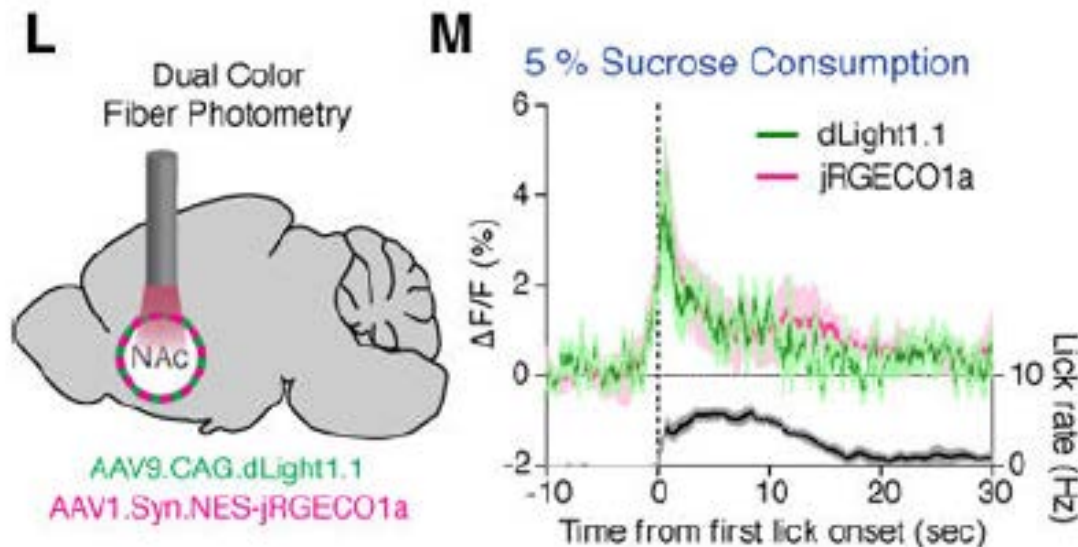 L
Dual Color
Fiber Photometry
NAc
AAV9.CAG.dLight1.1
AAV1.Syn.NES-jRGECO1a
M
5 % Sucrose Consumption
dLight1.1
jRGECO1a
ΔF/F (%)
6
4
2
0
-2
10
0
Lick rate (Hz)
-10
0
10
20
30
Time from first lick onset (sec)